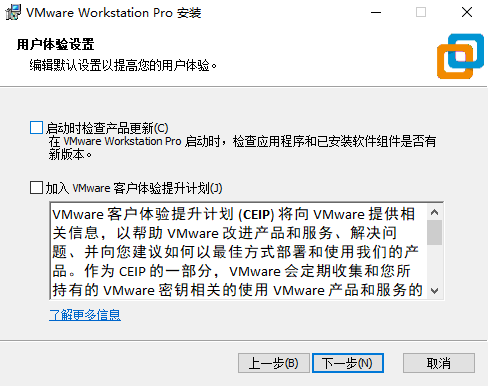 VMware Workstation Pro 安装
用户体验设置
编辑默认设置以提高您的用户体验。
启动时检查产品更新(C)
在 VMware Workstation Pro 启动时，检查应用程序和已安装软件组件是否有
新版本。
加入 VMware 客户体验提升计划(J)
VMware 客户体验提升计划 (CEIP) 将向 VMware 提供相
关信息，以帮助 VMware 改进产品和服务、解决问
题、并向您建议如何以最佳方式部署和使用我们的产
品。作为 CEIP 的一部分，VMware 会定期收集和您所
持有的 VMware 密钥相关的使用 VMware 产品和服务的
了解更多信息
上一步(B) 下一步(N) 取消